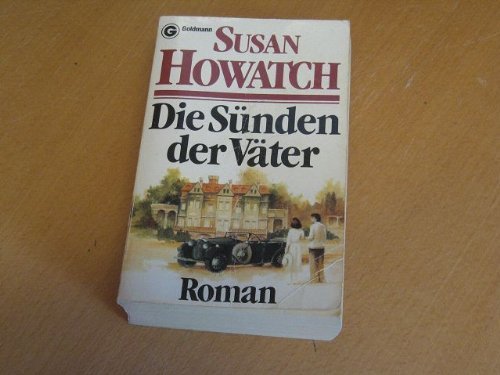 G Goldmann
SUSAN
HOWATCH
Die Sünden
der Väter
Roman